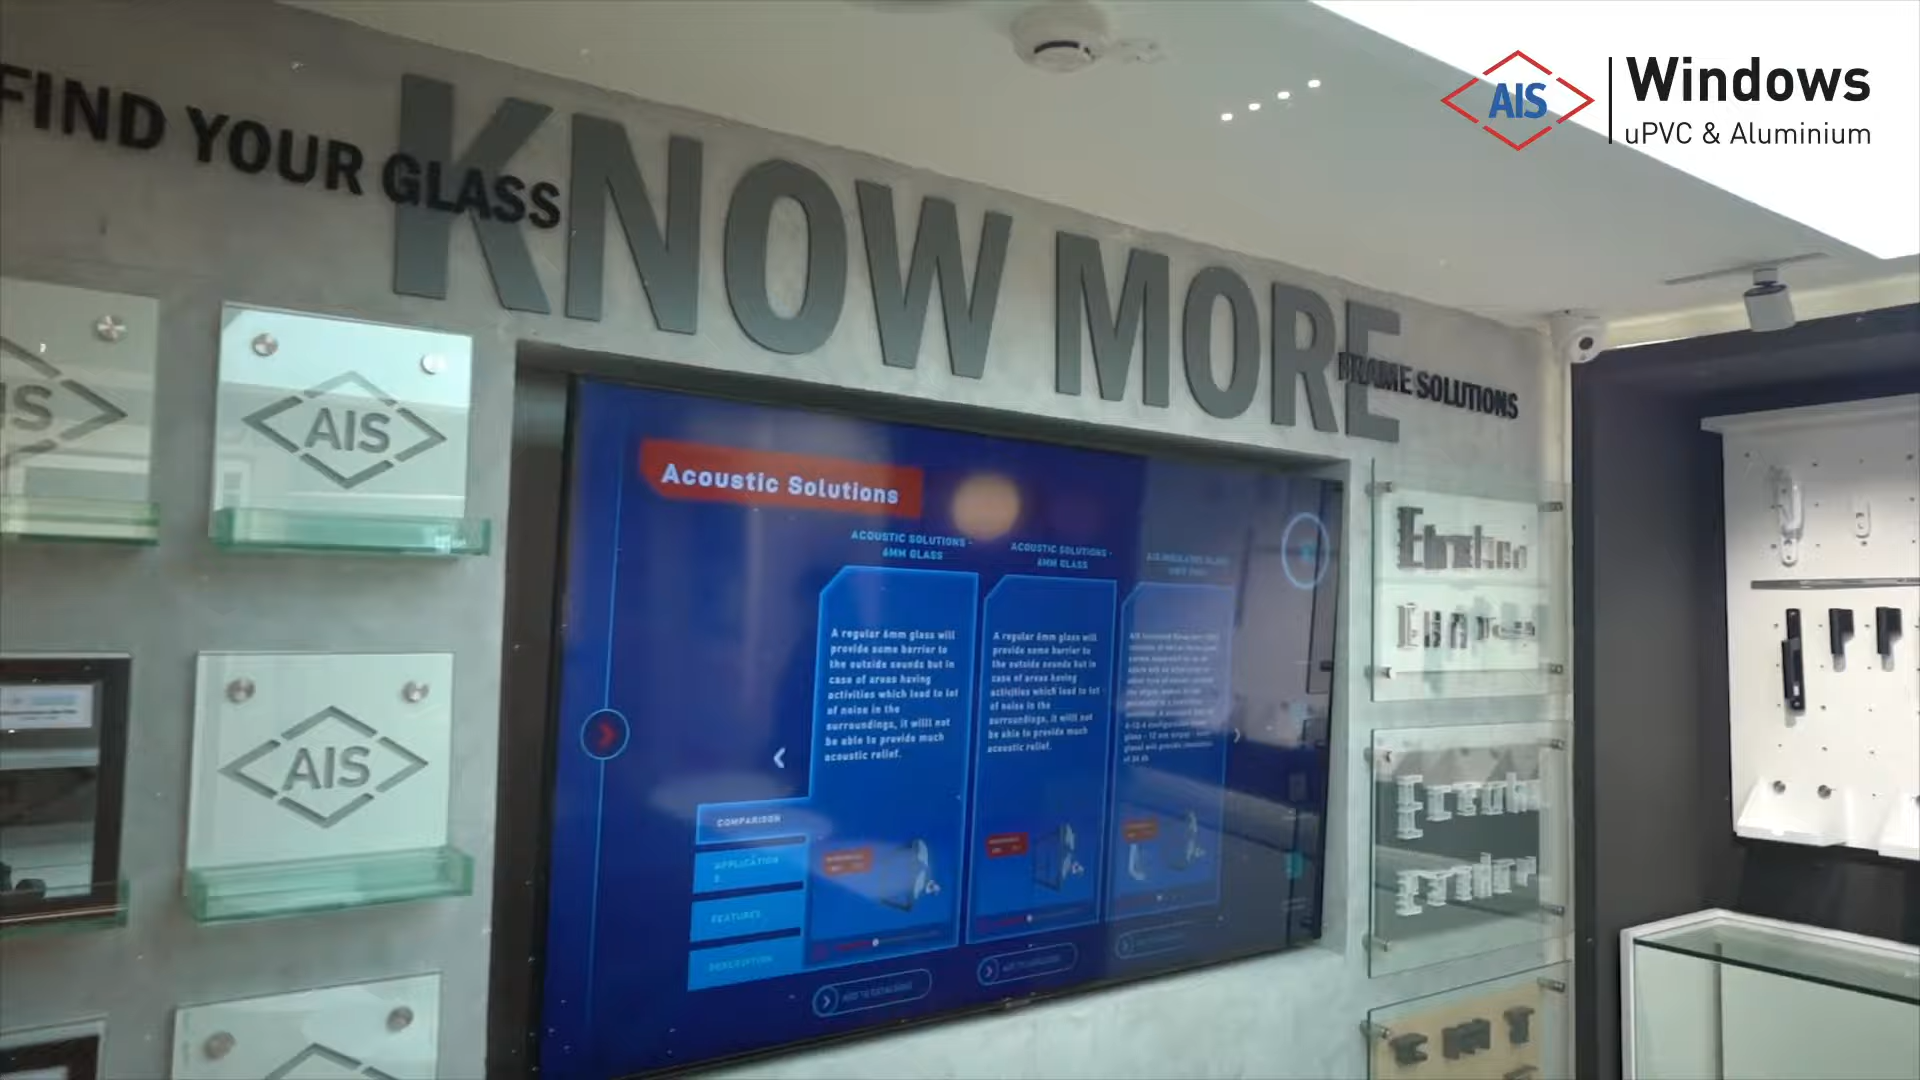 AIS
Windows
uPVC & Aluminium
FIND YOUR GLASS
KNOW MORE
FRAME SOLUTIONS
AIS
AIS
AIS
Acoustic Solutions
ACOUSTIC SOLUTIONS -
6MM GLASS
A regular 6mm glass will
provide some barrier to
the outside sounds but in
case of areas having
activities which lead to lot
of noise in the
surroundings, it willl not
be able to provide much
acoustic relief.
ACOUSTIC SOLUTIONS -
6MM GLASS
A regular 6mm glass will
provide some barrier to
the outside sounds but in
case of areas having
activities which lead to lot
of noise in the
surroundings, it willl not
be able to provide much
acoustic relief.
COMPARISON
APPLICATION
S
FEATURES
DESCRIPTION